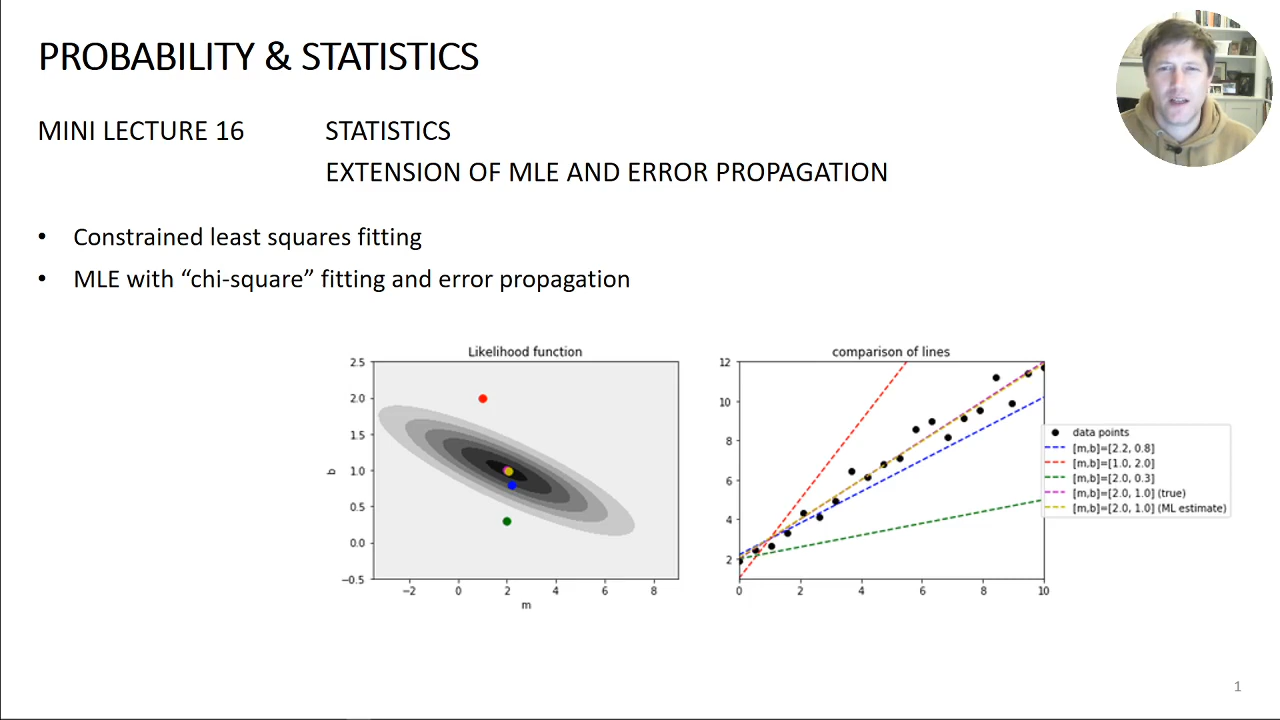 PROBABILITY & STATISTICS
MINI LECTURE 16 STATISTICS
EXTENSION OF MLE AND ERROR PROPAGATION
• Constrained least squares fitting
• MLE with “chi-square” fitting and error propagation
Likelihood function
2.5
2.0
1.5
1.0
0.5
0.0
−0.5
b
−2 0 2 4 6 8
m
comparison of lines
12
10
8
6
4
2
0 2 4 6 8 10
data points
[m,b]=[2.2, 0.8]
[m,b]=[1.0, 2.0]
[m,b]=[2.0, 0.3]
[m,b]=[2.0, 1.0] (true)
[m,b]=[2.0, 1.0] (ML estimate)
1